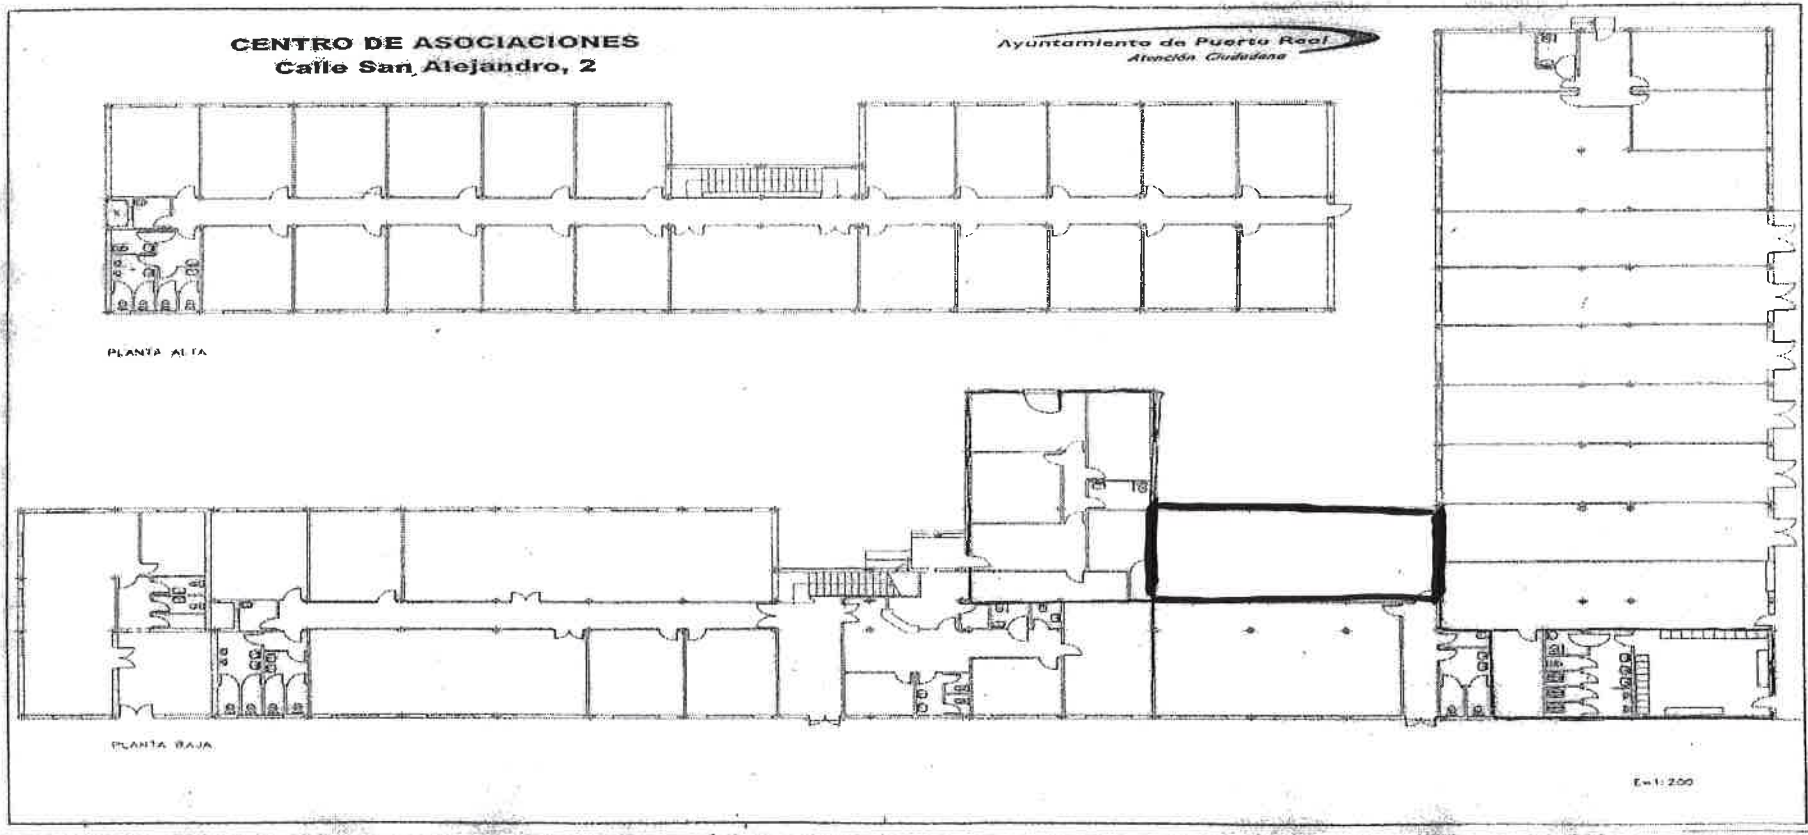 CENTRO DE ASOCIACIONES
Calle San Alejandro, 2
Ayuntamiento de Puerto Real
Atención Ciudadana
PLANTA ALTA
PLANTA BAJA
E=1:200